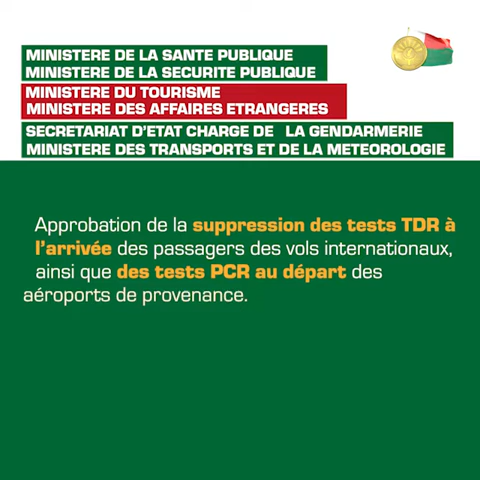 MINISTERE DE LA SANTE PUBLIQUE
MINISTERE DE LA SECURITE PUBLIQUE
MINISTERE DU TOURISME
MINISTERE DES AFFAIRES ETRANGERES
SECRETARIAT D'ETAT CHARGE DE LA GENDARMERIE
MINISTERE DES TRANSPORTS ET DE LA METEOROLOGIE
Approbation de la suppression des tests TDR à
l'arrivée des passagers des vols internationaux,
ainsi que des tests PCR au départ des
aéroports de provenance.